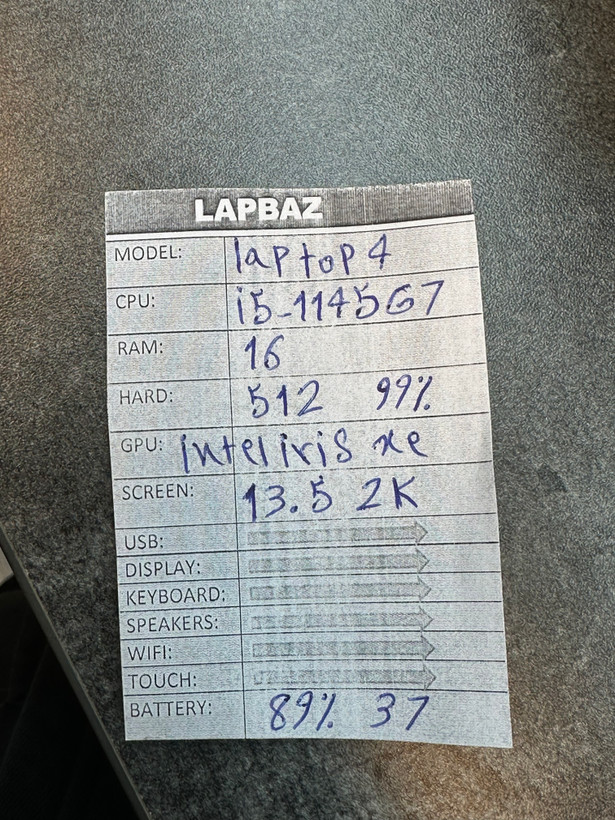 LAPBAZ
MODEL: laptop 4
CPU: i5-1145G7
RAM: 16
HARD: 512 99%
GPU: intel iris xe
SCREEN: 13.5 2K
USB:
DISPLAY:
KEYBOARD:
SPEAKERS:
WIFI:
TOUCH:
BATTERY: 89% 37